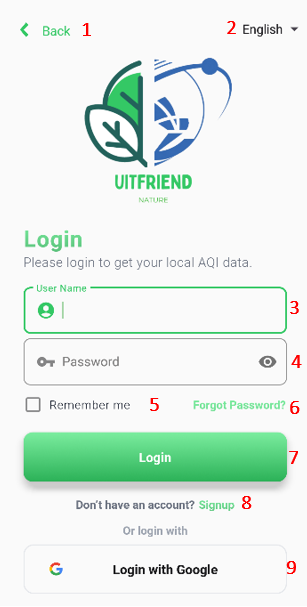 Back 1
2 English
UITFRIEND
NATURE
Login
Please login to get your local AQI data.
User Name
3
Password 4
Remember me 5 Forgot Password? 6
Login 7
Don't have an account? Signup 8
Or login with
G Login with Google 9